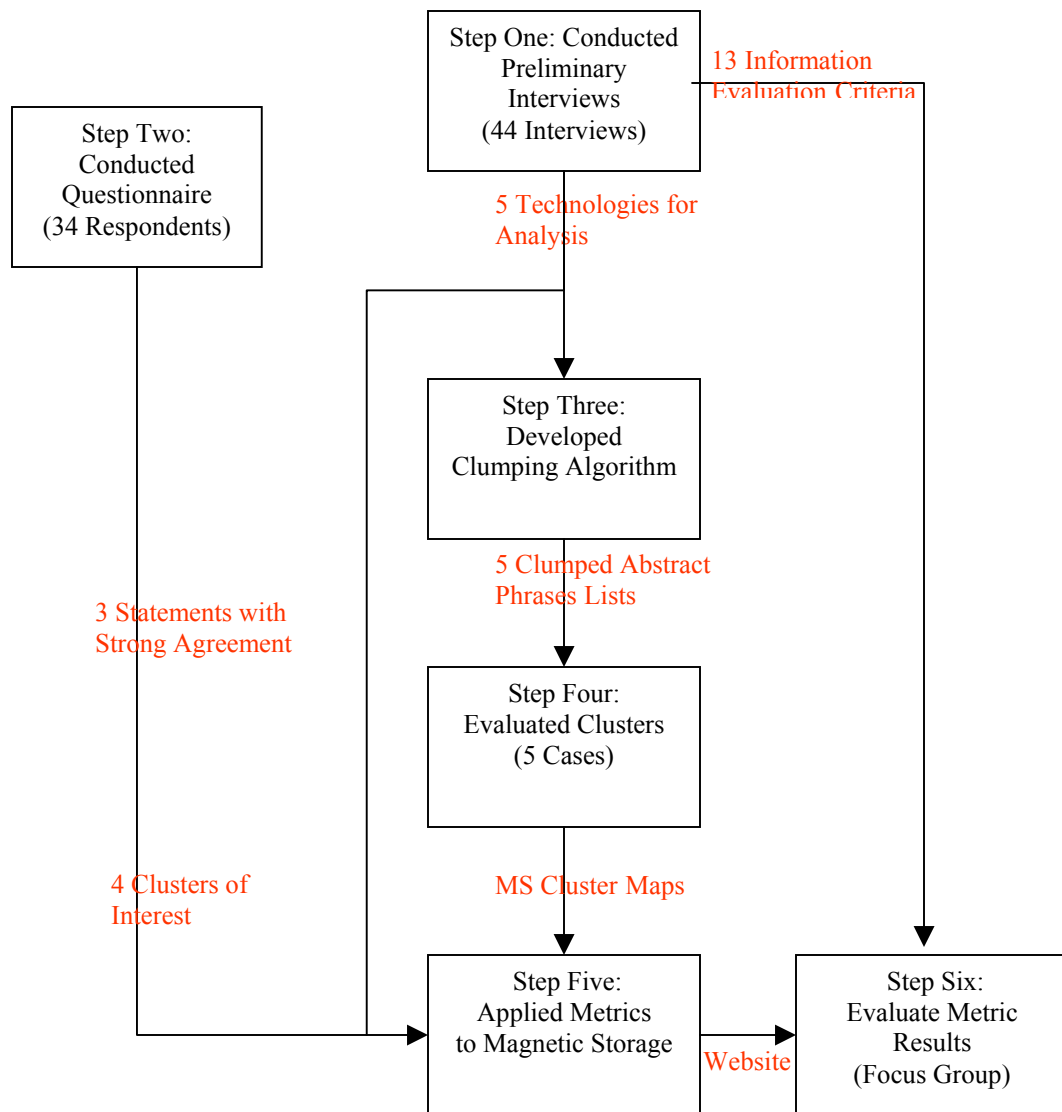 Step One: Conducted
Preliminary
Interviews
(44 Interviews)
13 Information
Evaluation Criteria
Step Two:
Conducted
Questionnaire
(34 Respondents)
5 Technologies for
Analysis
Step Three:
Developed
Clumping Algorithm
5 Clumped Abstract
Phrases Lists
3 Statements with
Strong Agreement
Step Four:
Evaluated Clusters
(5 Cases)
4 Clusters of
Interest
MS Cluster Maps
Step Five:
Applied Metrics
to Magnetic Storage
Website
Step Six:
Evaluate Metric
Results
(Focus Group)